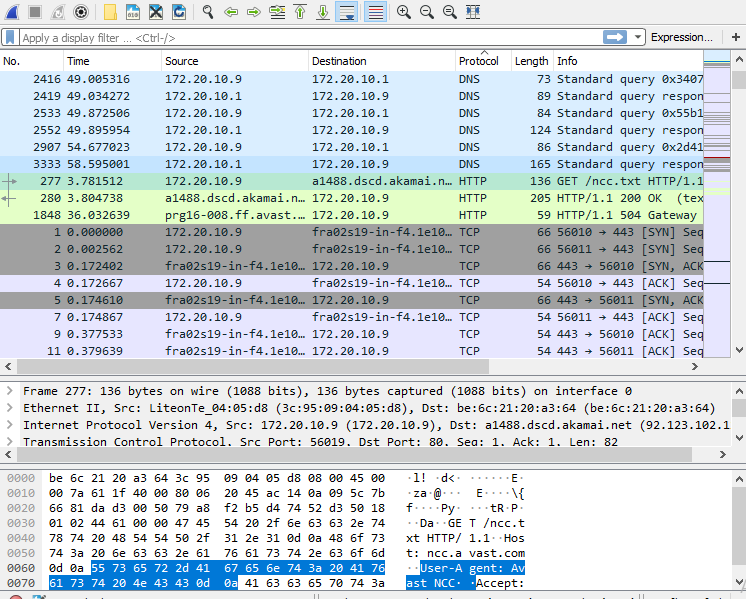 Apply a display filter ... <Ctrl-/> Expression... +
No. Time Source Destination Protocol Length Info
2416 49.005316 172.20.10.9 172.20.10.1 DNS 73 Standard query 0x3407
2419 49.034272 172.20.10.1 172.20.10.9 DNS 89 Standard query respon
2533 49.872506 172.20.10.9 172.20.10.1 DNS 84 Standard query 0x55b1
2552 49.895954 172.20.10.1 172.20.10.9 DNS 124 Standard query respon
2907 54.677023 172.20.10.9 172.20.10.1 DNS 86 Standard query 0x2d41
3333 58.595001 172.20.10.1 172.20.10.9 DNS 165 Standard query respon
277 3.781512 172.20.10.9 a1488.dscd.akamai.n... HTTP 136 GET /ncc.txt HTTP/1.1
280 3.804738 a1488.dscd.akamai.n... 172.20.10.9 HTTP 205 HTTP/1.1 200 OK (tex
1848 36.032639 prg16-008.ff.avast.... 172.20.10.9 HTTP 59 HTTP/1.1 504 Gateway
1 0.000000 172.20.10.9 fra02s19-in-f4.1e10... TCP 66 56010 → 443 [SYN] Seq
2 0.002562 172.20.10.9 fra02s19-in-f4.1e10... TCP 66 56011 → 443 [SYN] Seq
3 0.172402 fra02s19-in-f4.1e10... 172.20.10.9 TCP 66 443 → 56010 [SYN, ACK
4 0.172667 172.20.10.9 fra02s19-in-f4.1e10... TCP 54 56010 → 443 [ACK] Seq
5 0.174610 fra02s19-in-f4.1e10... 172.20.10.9 TCP 66 443 → 56011 [SYN, ACK
7 0.174867 172.20.10.9 fra02s19-in-f4.1e10... TCP 54 56011 → 443 [ACK] Seq
9 0.377533 fra02s19-in-f4.1e10... 172.20.10.9 TCP 54 443 → 56010 [ACK] Seq
11 0.379639 fra02s19-in-f4.1e10... 172.20.10.9 TCP 54 443 → 56011 [ACK] Seq
Frame 277: 136 bytes on wire (1088 bits), 136 bytes captured (1088 bits) on interface 0
Ethernet II, Src: LiteonTe_04:05:d8 (3c:95:09:04:05:d8), Dst: be:6c:21:20:a3:64 (be:6c:21:20:a3:64)
Internet Protocol Version 4, Src: 172.20.10.9 (172.20.10.9), Dst: a1488.dscd.akamai.net (92.123.102.1
Transmission Control Protocol, Src Port: 56019, Dst Port: 80, Seq: 1, Ack: 1, Len: 82
0000 be 6c 21 20 a3 64 3c 95 09 04 05 d8 08 00 45 00 ·l! ·d<· ······E·
0010 00 7a 61 1f 40 00 80 06 20 45 ac 14 0a 09 5c 7b ·za·@··· E····\{
0020 66 81 da d3 00 50 79 a8 f2 b5 d4 74 52 d3 50 18 f····Py· ···tR·P·
0030 01 02 44 61 00 00 47 45 54 20 2f 6e 63 63 2e 74 ··Da··GE T /ncc.t
0040 78 74 20 48 54 54 50 2f 31 2e 31 0d 0a 48 6f 73 xt HTTP/ 1.1··Hos
0050 74 3a 20 6e 63 63 2e 61 76 61 73 74 2e 63 6f 6d t: ncc.a vast.com
0060 0d 0a 55 73 65 72 2d 41 67 65 6e 74 3a 20 41 76 ··User-A gent: Av
0070 61 73 74 20 4e 43 43 0d 0a 41 63 63 65 70 74 3a ast NCC· ·Accept: